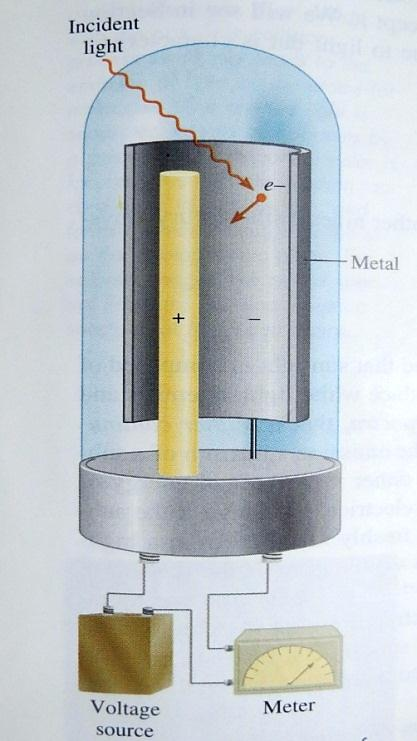 Incident
light
e–
Metal
+
–
Voltage
source
Meter